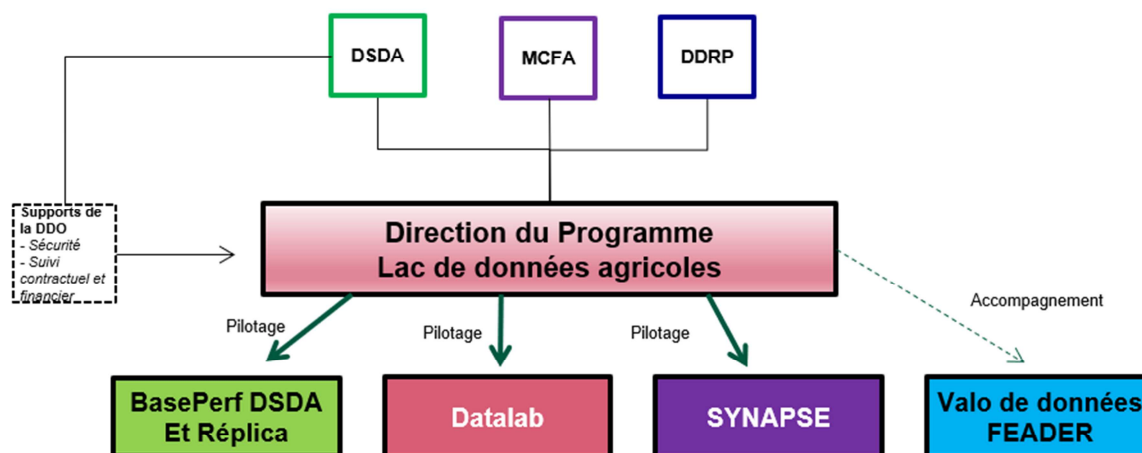 DSDA
MCFA
DDRP
Supports de
la DDO
- Sécurité
- Suivi
contractuel et
financier
Direction du Programme
Lac de données agricoles
Accompagnement
Pilotage
Pilotage
Pilotage
BasePerf DSDA
Et Réplica
Datalab
SYNAPSE
Valo de données
FEADER